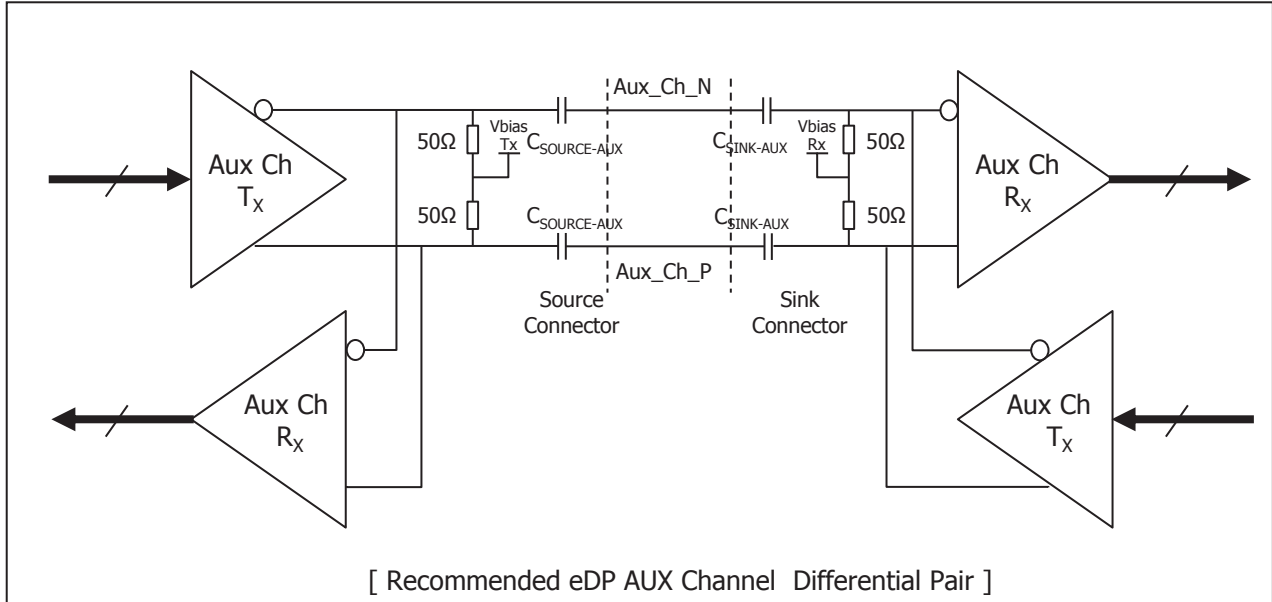 Aux_Ch_N
Vbias
Tx
Vbias
Rx
50Ω
C_SOURCE-AUX
C_SINK-AUX
50Ω
Aux Ch
T_X
Aux Ch
R_X
50Ω
C_SOURCE-AUX
C_SINK-AUX
50Ω
Aux_Ch_P
Source
Connector
Sink
Connector
Aux Ch
R_X
Aux Ch
T_X
[ Recommended eDP AUX Channel Differential Pair ]